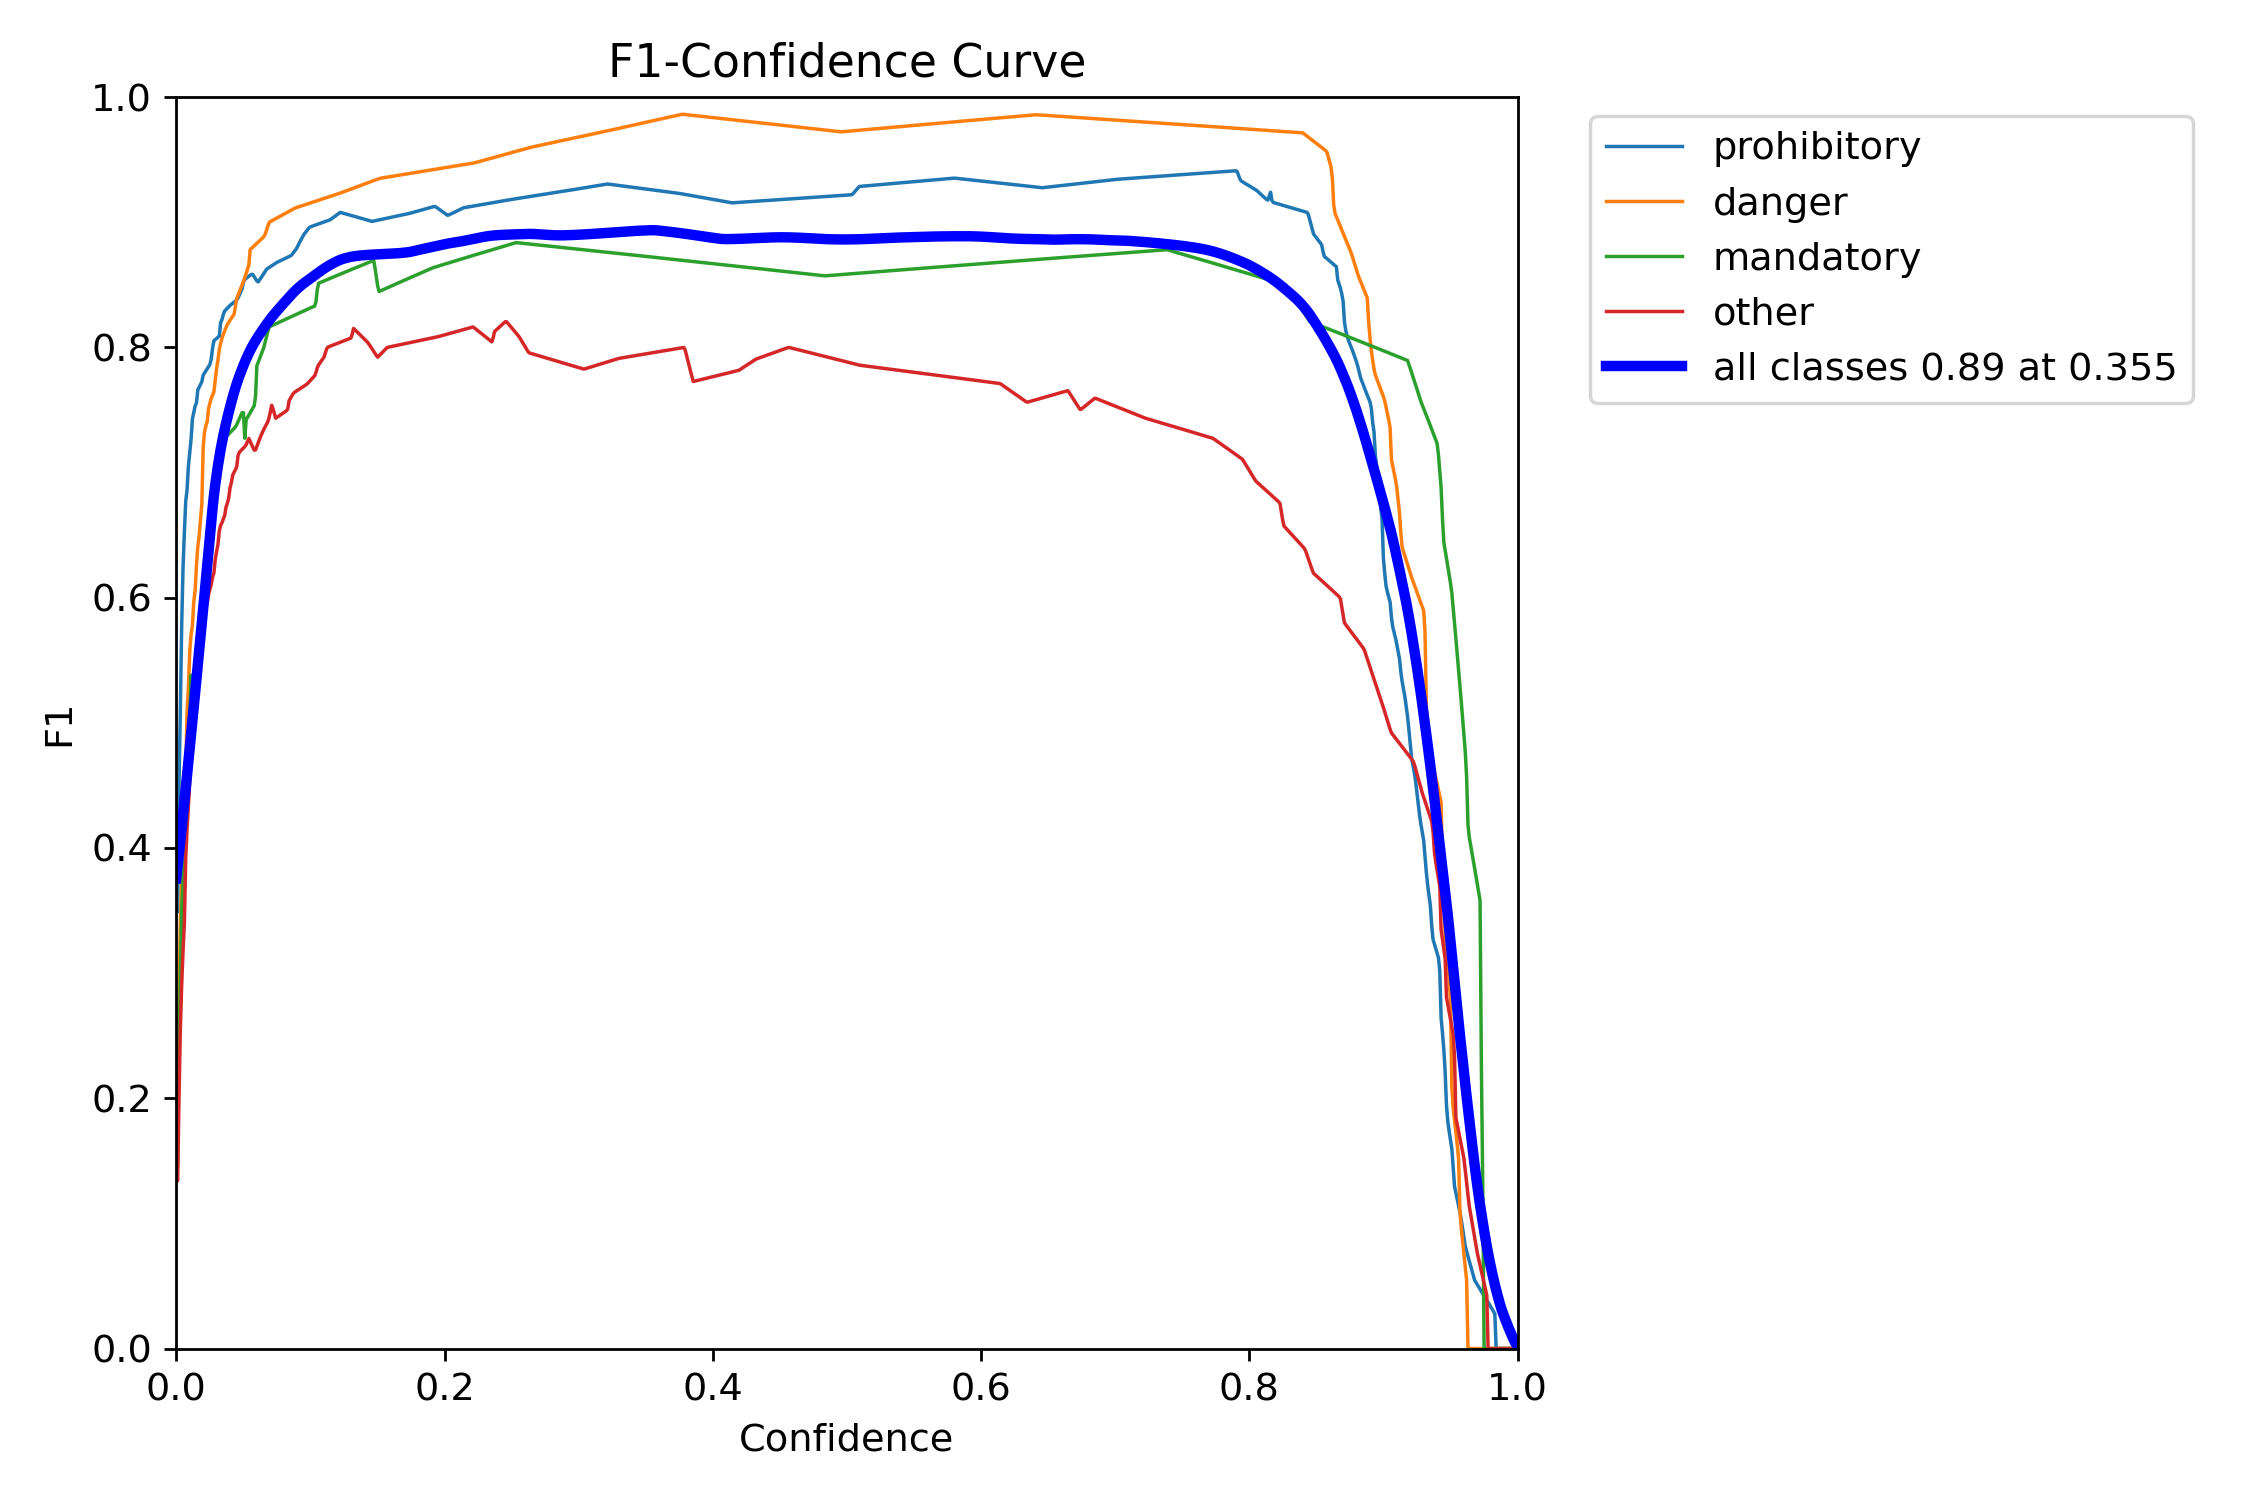 F1-Confidence Curve
1.0
0.8
0.6
0.4
0.2
0.0
F1
0.0 0.2 0.4 0.6 0.8 1.0
Confidence
prohibitory
danger
mandatory
other
all classes 0.89 at 0.355